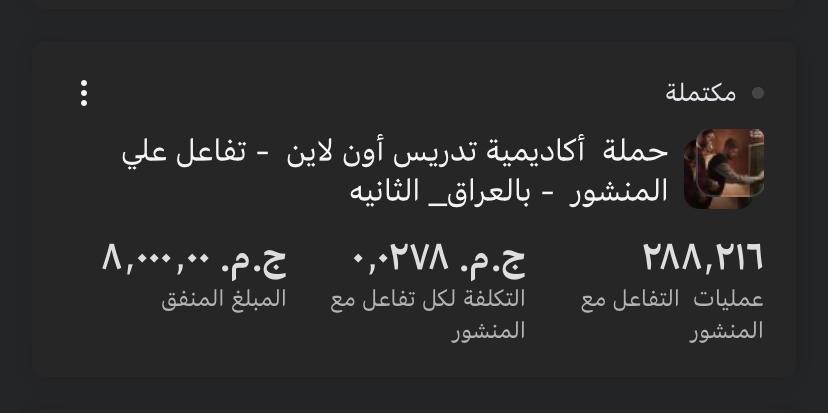 مكتملة
حملة أكاديمية تدريس أون لاين - تفاعل علي
المنشور - بالعراق_ الثانيه
٢٨٨,٢١٦
عمليات التفاعل مع
المنشور
ج.م. ٠,٠٢٧٨
التكلفة لكل تفاعل مع
المنشور
ج.م. ٨,٠٠٠,٠٠
المبلغ المنفق